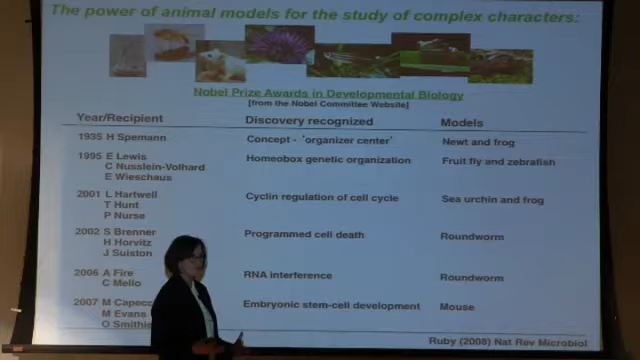 The power of animal models for the study of complex characters:
Nobel Prize Awards in Developmental Biology
[from the Nobel Committee Website]
Year/Recipient Discovery recognized Models
1935 H Spemann Concept - 'organizer center' Newt and frog
1995 E Lewis Homeobox genetic organization Fruit fly and zebrafish
C Nusslein-Volhard
E Wieschaus
2001 L Hartwell Cyclin regulation of cell cycle Sea urchin and frog
T Hunt
P Nurse
2002 S Brenner Programmed cell death Roundworm
H Horvitz
J Sulston
2006 A Fire RNA interference Roundworm
C Mello
2007 M Capecc Embryonic stem-cell development Mouse
M Evans
O Smithie
Ruby (2008) Nat Rev Microbiol